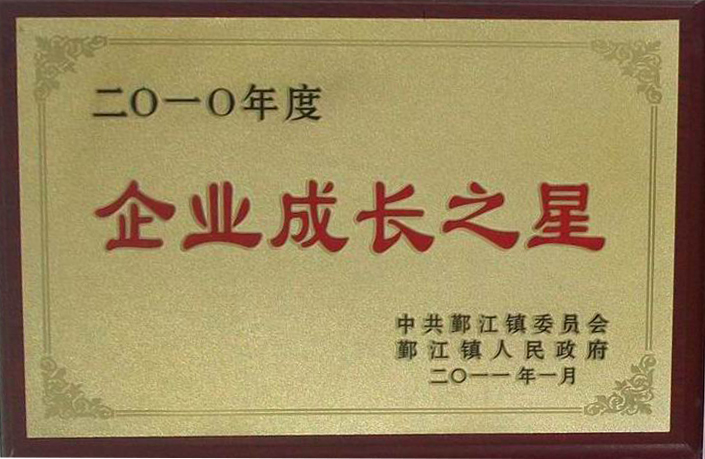 二〇一〇年度
企业成长之星
中共鄞江镇委员会
鄞江镇人民政府
二〇一一年一月